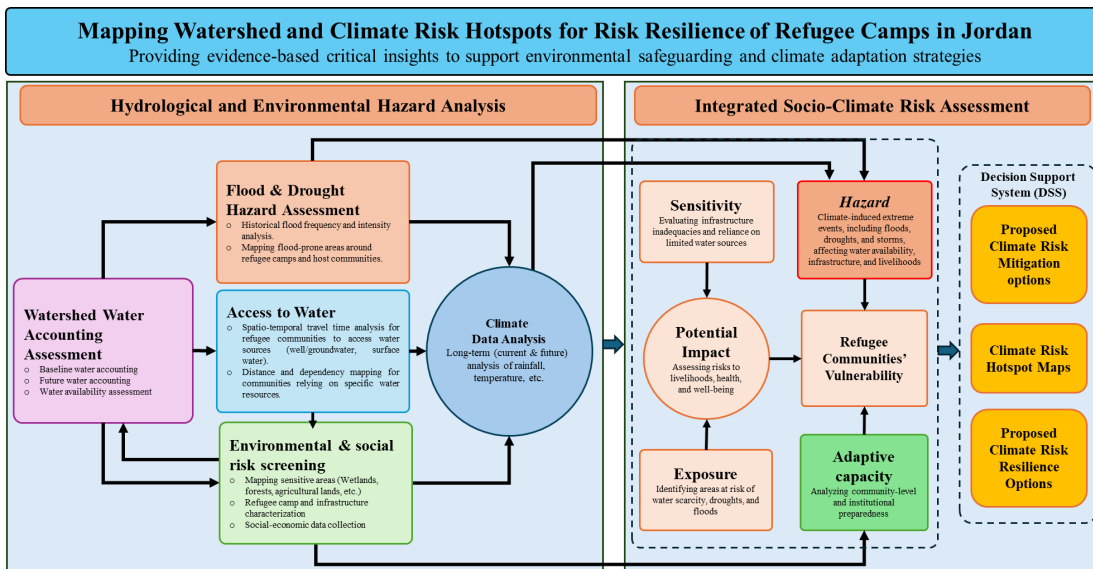 Mapping Watershed and Climate Risk Hotspots for Risk Resilience of Refugee Camps in Jordan
Providing evidence-based critical insights to support environmental safeguarding and climate adaptation strategies
Hydrological and Environmental Hazard Analysis
Watershed Water
Accounting
Assessment
o Baseline water accounting
o Future water accounting
o Water availability assessment
Flood & Drought
Hazard Assessment
o Historical flood frequency and intensity
analysis.
o Mapping flood-prone areas around
refugee camps and host communities.
Access to Water
o Spatio-temporal travel time analysis for
refugee communities to access water
sources (well/groundwater, surface
water).
o Distance and dependency mapping for
communities relying on specific water
resources.
Environmental & social
risk screening
o Mapping sensitive areas (Wetlands,
forests, agricultural lands, etc.)
o Refugee camp and infrastructure
characterization
o Social-economic data collection
Climate
Data Analysis
Long-term (current & future)
analysis of rainfall,
temperature, etc.
Integrated Socio-Climate Risk Assessment
Sensitivity
Evaluating infrastructure
inadequacies and reliance on
limited water sources
Potential
Impact
Assessing risks to
livelihoods, health,
and well-being
Exposure
Identifying areas at risk of
water scarcity, droughts, and
floods
Hazard
Climate-induced extreme
events, including floods,
droughts, and storms,
affecting water availability,
infrastructure, and livelihoods
Refugee
Communities'
Vulnerability
Adaptive
capacity
Analyzing community-level
and institutional
preparedness
Decision Support
System (DSS)
Proposed
Climate Risk
Mitigation
options
Climate Risk
Hotspot Maps
Proposed
Climate Risk
Resilience
Options